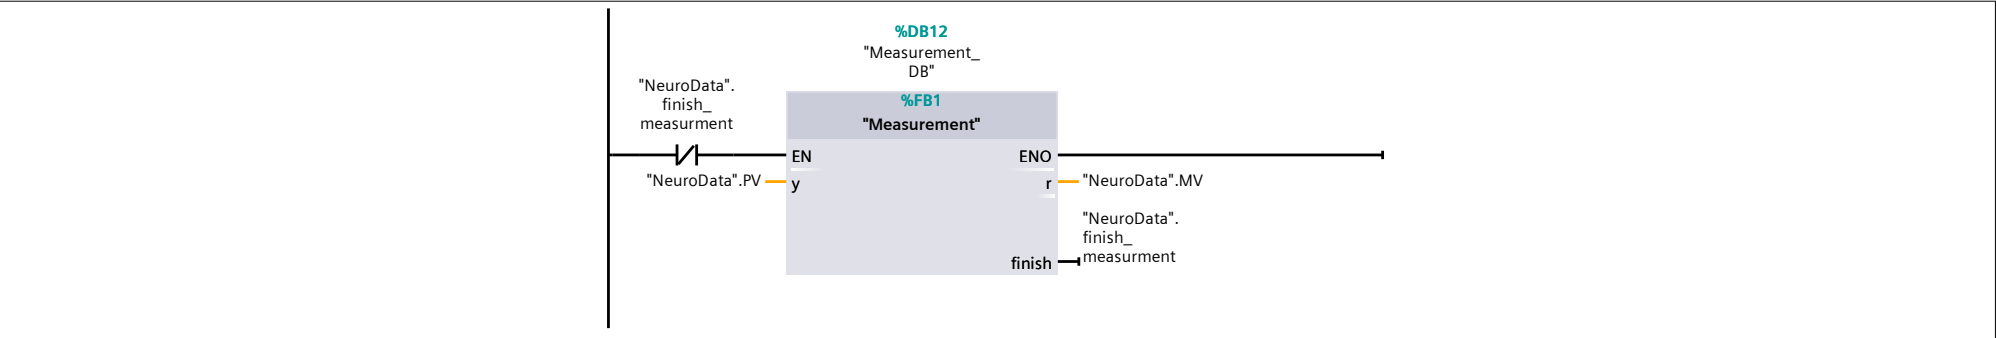 %DB12
"Measurement_
DB"
"NeuroData".
finish_
measurment
%FB1
"Measurement"
EN
ENO
"NeuroData".PV
y
r
"NeuroData".MV
"NeuroData".
finish_
measurment
finish